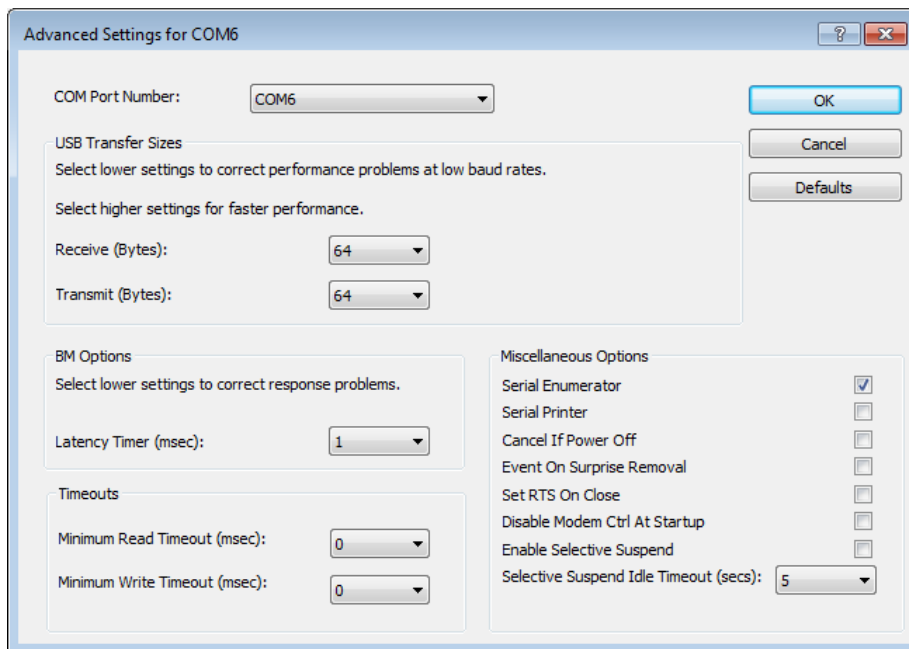 Advanced Settings for COM6
COM Port Number: COM6
OK
USB Transfer Sizes
Cancel
Select lower settings to correct performance problems at low baud rates.
Defaults
Select higher settings for faster performance.
Receive (Bytes): 64
Transmit (Bytes): 64
BM Options
Select lower settings to correct response problems.
Latency Timer (msec): 1
Timeouts
Minimum Read Timeout (msec): 0
Minimum Write Timeout (msec): 0
Miscellaneous Options
Serial Enumerator
Serial Printer
Cancel If Power Off
Event On Surprise Removal
Set RTS On Close
Disable Modem Ctrl At Startup
Enable Selective Suspend
Selective Suspend Idle Timeout (secs): 5